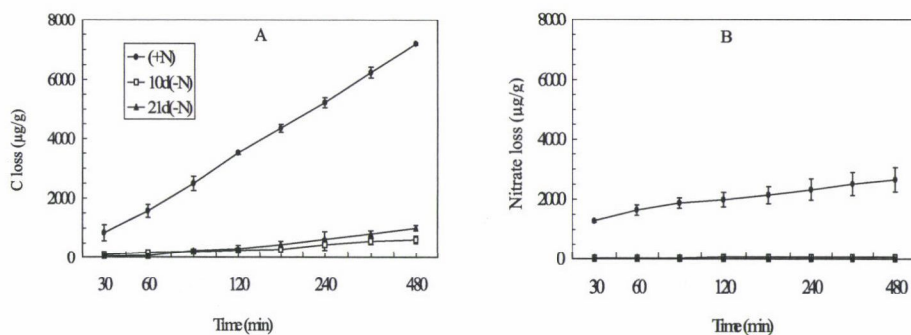 A
8000
6000
4000
2000
0
C loss (µg/g)
(+N)
10d(-N)
21d(-N)
30 60 120 240 480
Time (min)
B
8000
6000
4000
2000
0
Nitrate loss (µg/g)
30 60 120 240 480
Time (min)